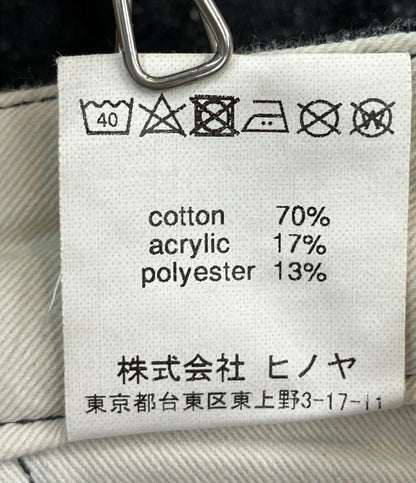 40
W
cotton 70%
acrylic 17%
polyester 13%
株式会社 ヒノヤ
東京都台東区東上野3-17-11